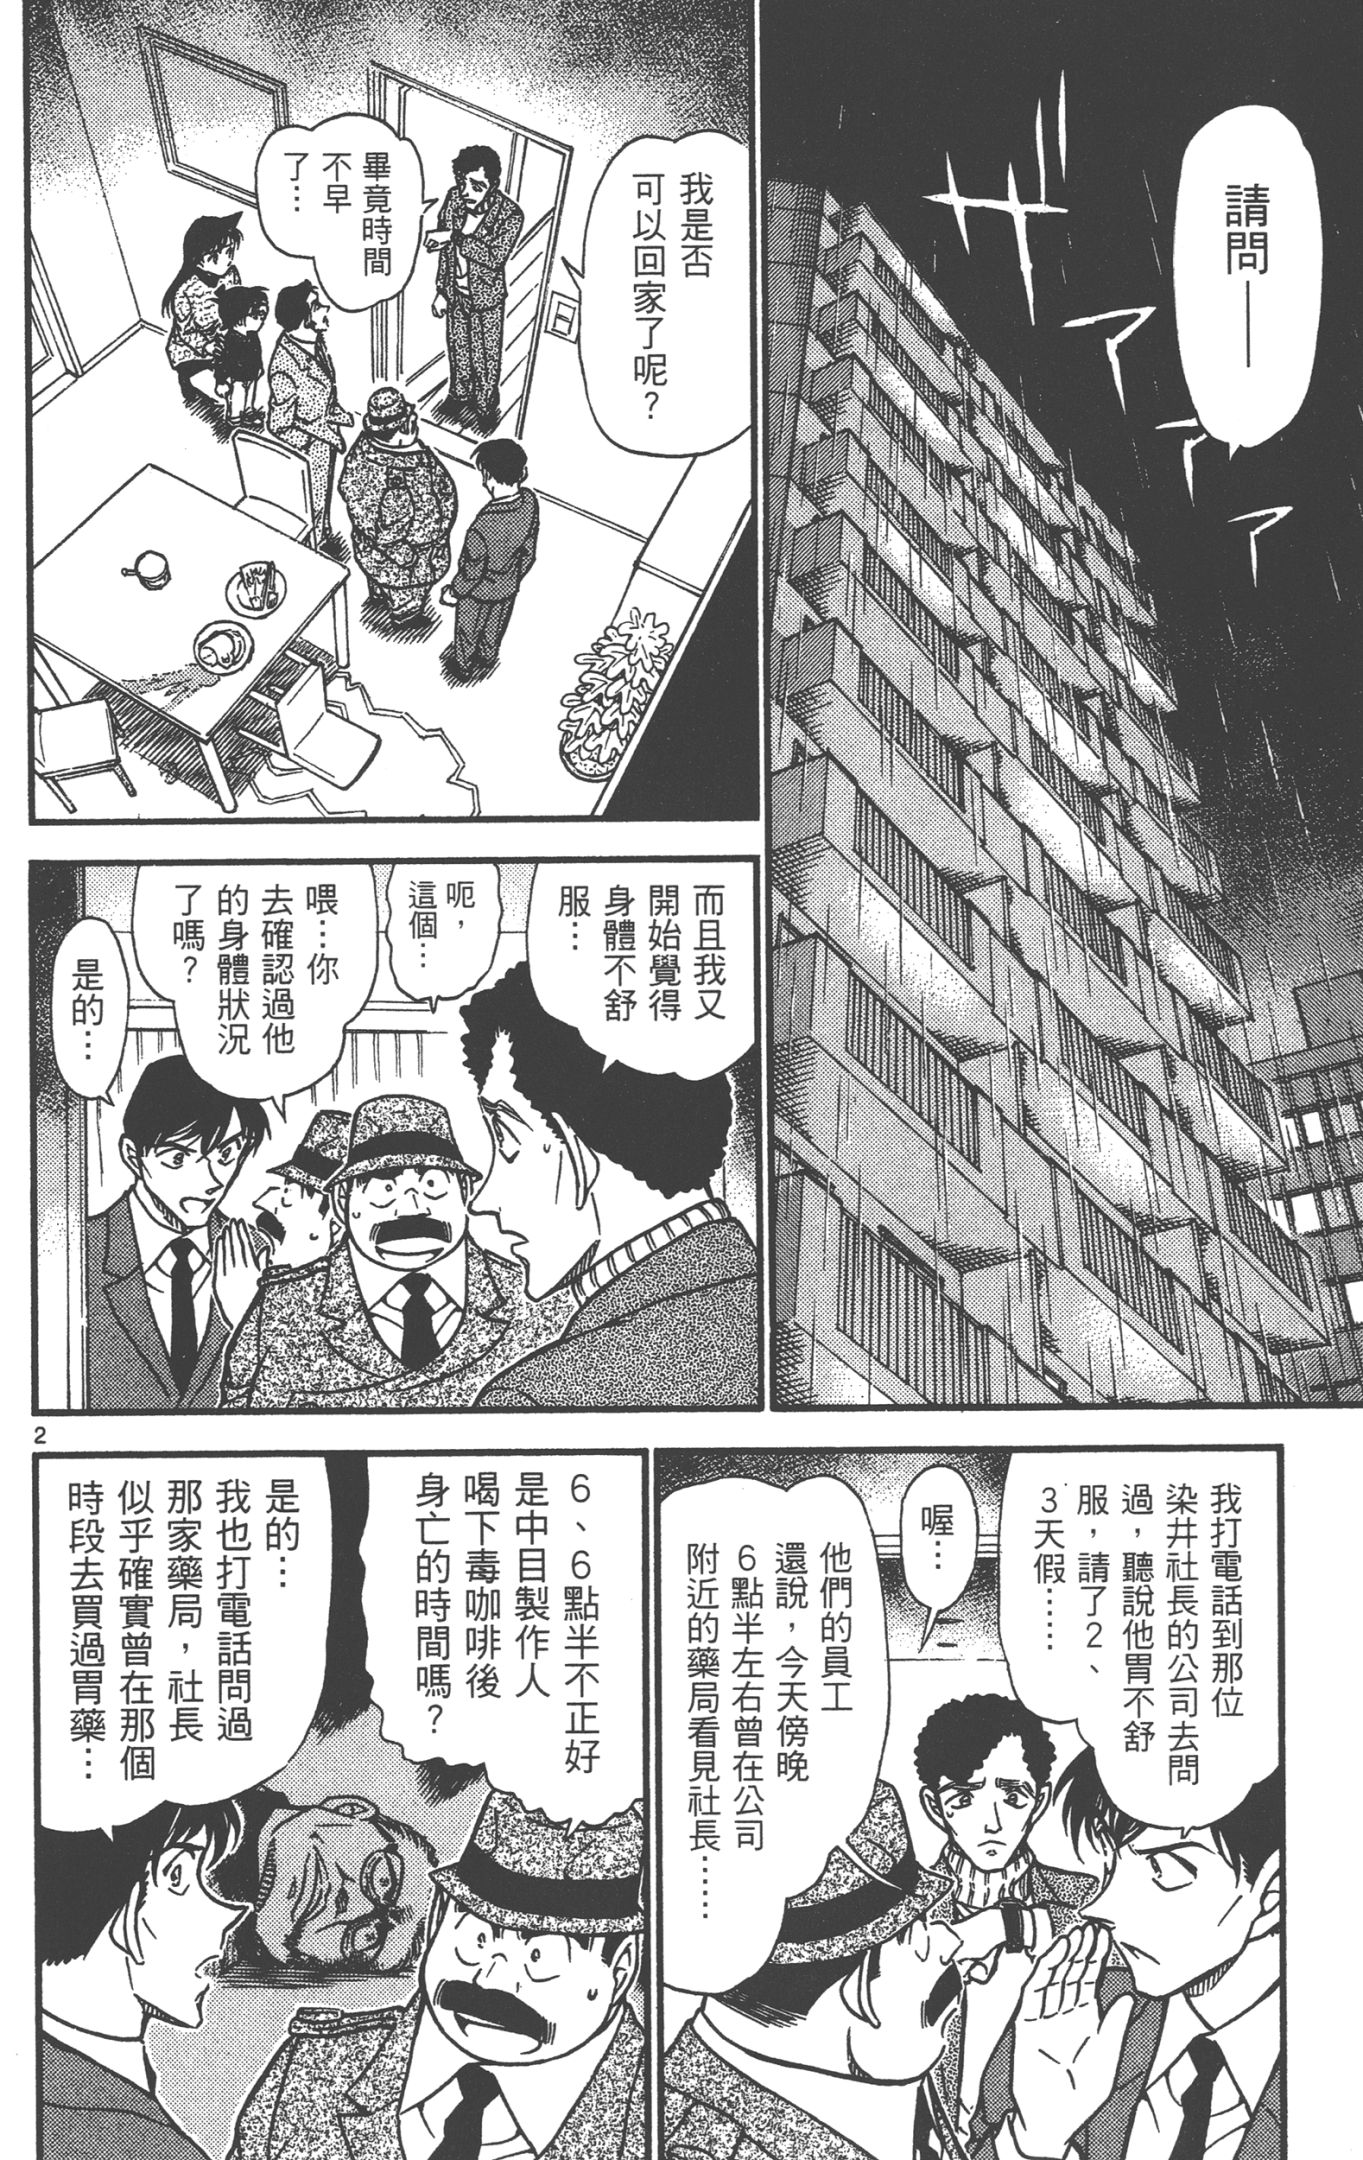 請問——
我是否
可以回家了呢？
畢竟時間
不早
了…
而且我又
開始覺得
身體不舒
服…
呃，
這個…
喂…你
去確認過他
的身體狀況
了嗎？
是的…
我打電話到那位
染井社長的公司去問
過，聽說他胃不舒
服，請了2、
3天假……
喔…
他們的員工
還說，今天傍晚
6點半左右曾在公司
附近的藥局看見社長……
6、6點半不正好
是中目製作人
喝下毒咖啡後
身亡的時間嗎？
是的…
我也打電話問過
那家藥局，社長
似乎確實曾在那個
時段去買過胃藥…
2